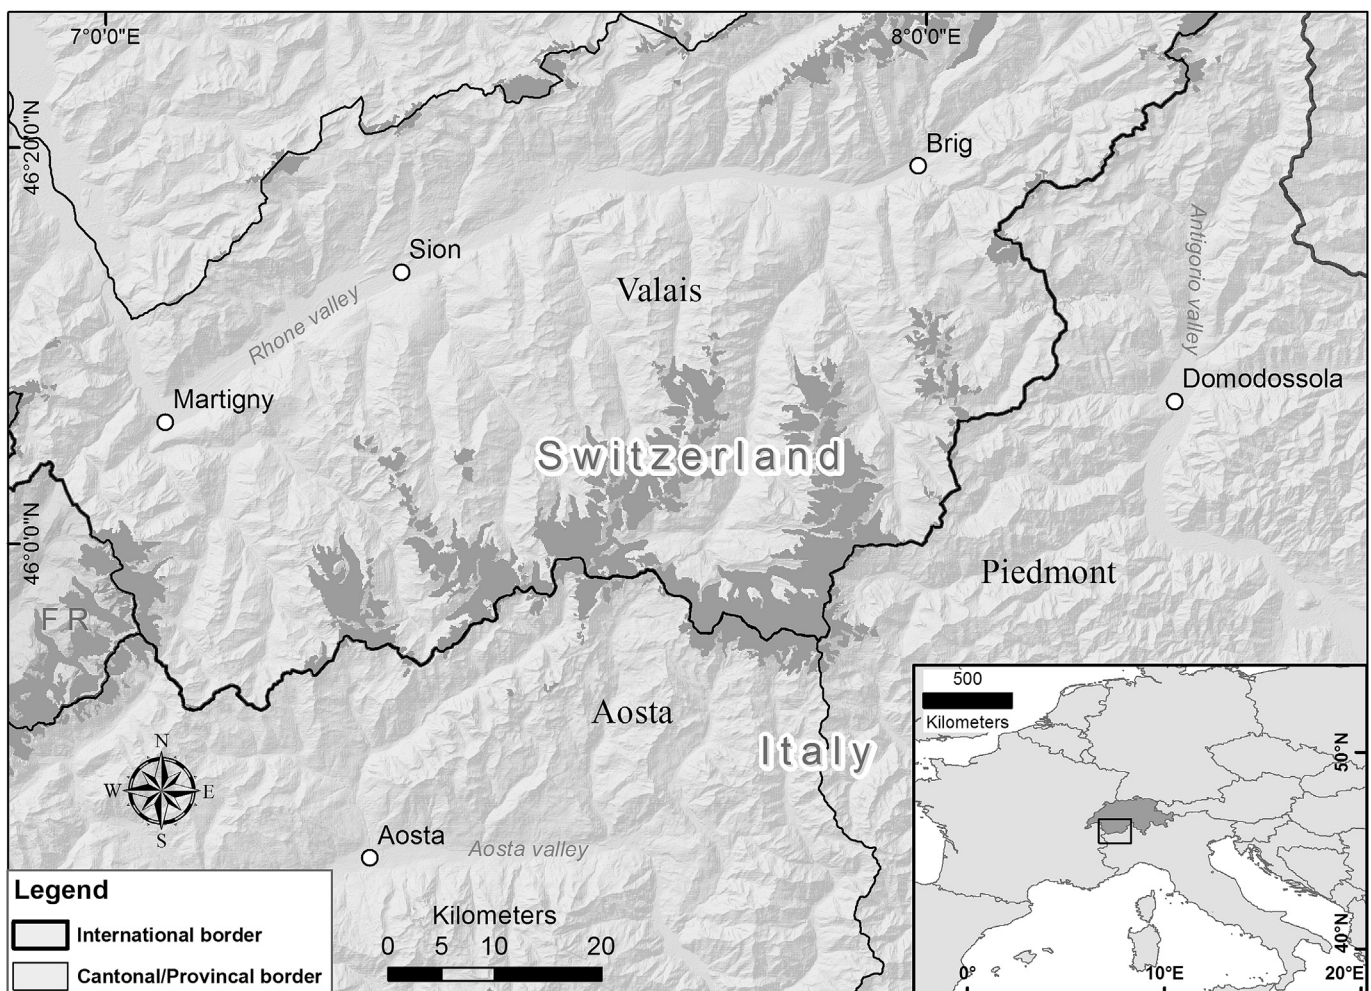 7°0'0"E
8°0'0"E
46°20'0"N
Brig
Antigorio valley
Sion
Valais
Rhone valley
Domodossola
Martigny
Switzerland
46°0'0"N
Piedmont
FR
500
Kilometers
Aosta
Italy
50°N
N
W
E
S
Aosta
Aosta valley
Legend
Kilometers
International border
0 5 10 20
Cantonal/Provincal border
40°N
0°
10°E
20°E